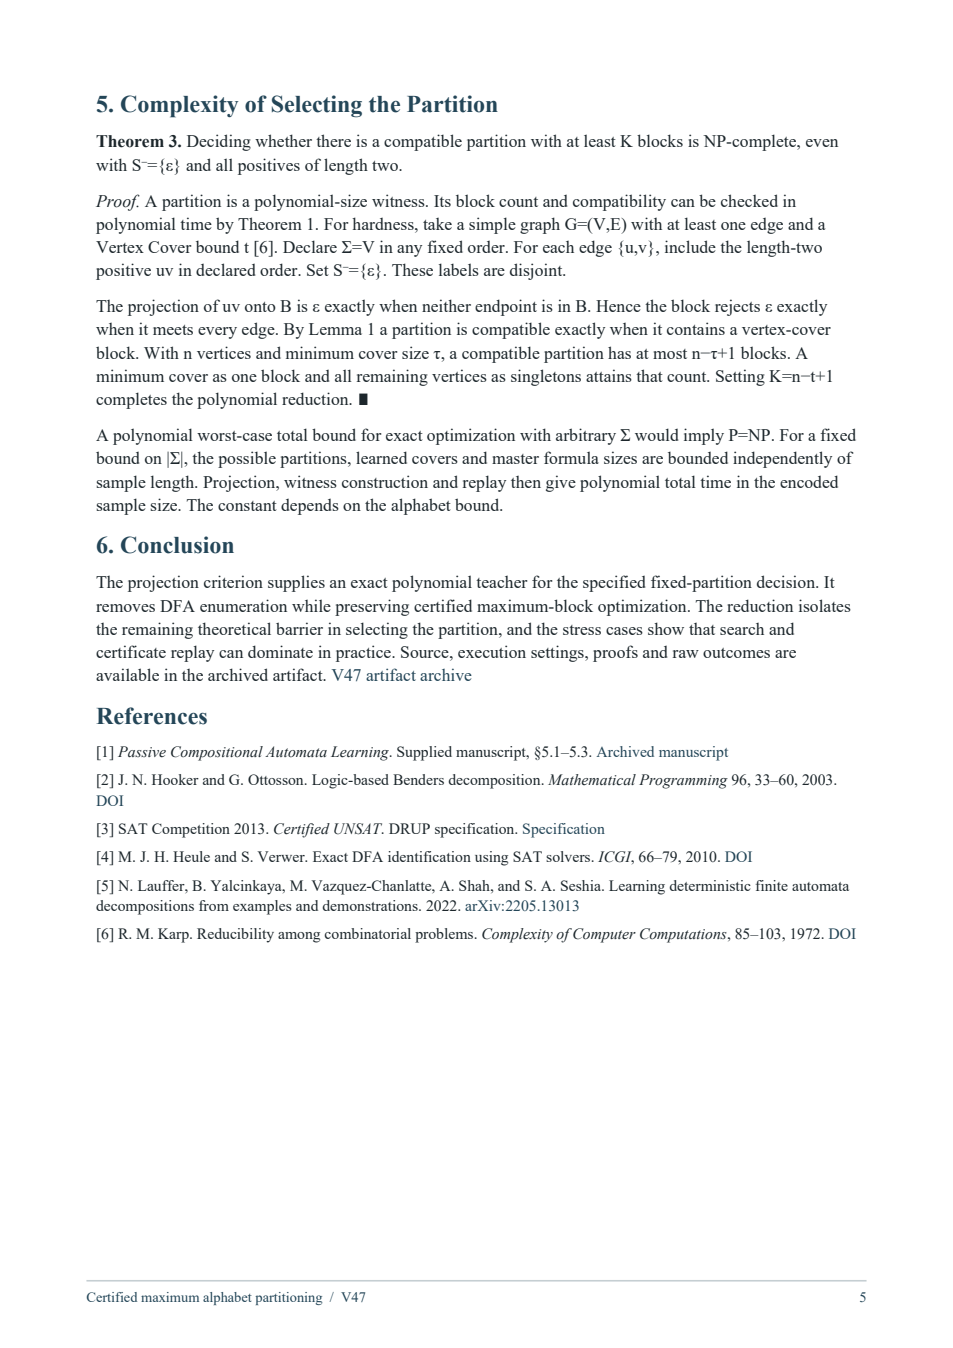 5. Complexity of Selecting the Partition
Theorem 3. Deciding whether there is a compatible partition with at least K blocks is NP-complete, even
with S⁻={ε} and all positives of length two.
Proof. A partition is a polynomial-size witness. Its block count and compatibility can be checked in
polynomial time by Theorem 1. For hardness, take a simple graph G=(V,E) with at least one edge and a
Vertex Cover bound t [6]. Declare Σ=V in any fixed order. For each edge {u,v}, include the length-two
positive uv in declared order. Set S⁻={ε}. These labels are disjoint.
The projection of uv onto B is ε exactly when neither endpoint is in B. Hence the block rejects ε exactly
when it meets every edge. By Lemma 1 a partition is compatible exactly when it contains a vertex-cover
block. With n vertices and minimum cover size τ, a compatible partition has at most n−τ+1 blocks. A
minimum cover as one block and all remaining vertices as singletons attains that count. Setting K=n−t+1
completes the polynomial reduction. ∎
A polynomial worst-case total bound for exact optimization with arbitrary Σ would imply P=NP. For a fixed
bound on |Σ|, the possible partitions, learned covers and master formula sizes are bounded independently of
sample length. Projection, witness construction and replay then give polynomial total time in the encoded
sample size. The constant depends on the alphabet bound.
6. Conclusion
The projection criterion supplies an exact polynomial teacher for the specified fixed-partition decision. It
removes DFA enumeration while preserving certified maximum-block optimization. The reduction isolates
the remaining theoretical barrier in selecting the partition, and the stress cases show that search and
certificate replay can dominate in practice. Source, execution settings, proofs and raw outcomes are
available in the archived artifact. V47 artifact archive
References
[1] Passive Compositional Automata Learning. Supplied manuscript, §5.1–5.3. Archived manuscript
[2] J. N. Hooker and G. Ottosson. Logic-based Benders decomposition. Mathematical Programming 96, 33–60, 2003.
DOI
[3] SAT Competition 2013. Certified UNSAT. DRUP specification. Specification
[4] M. J. H. Heule and S. Verwer. Exact DFA identification using SAT solvers. ICGI, 66–79, 2010. DOI
[5] N. Lauffer, B. Yalcinkaya, M. Vazquez-Chanlatte, A. Shah, and S. A. Seshia. Learning deterministic finite automata
decompositions from examples and demonstrations. 2022. arXiv:2205.13013
[6] R. M. Karp. Reducibility among combinatorial problems. Complexity of Computer Computations, 85–103, 1972. DOI
Certified maximum alphabet partitioning / V47
5